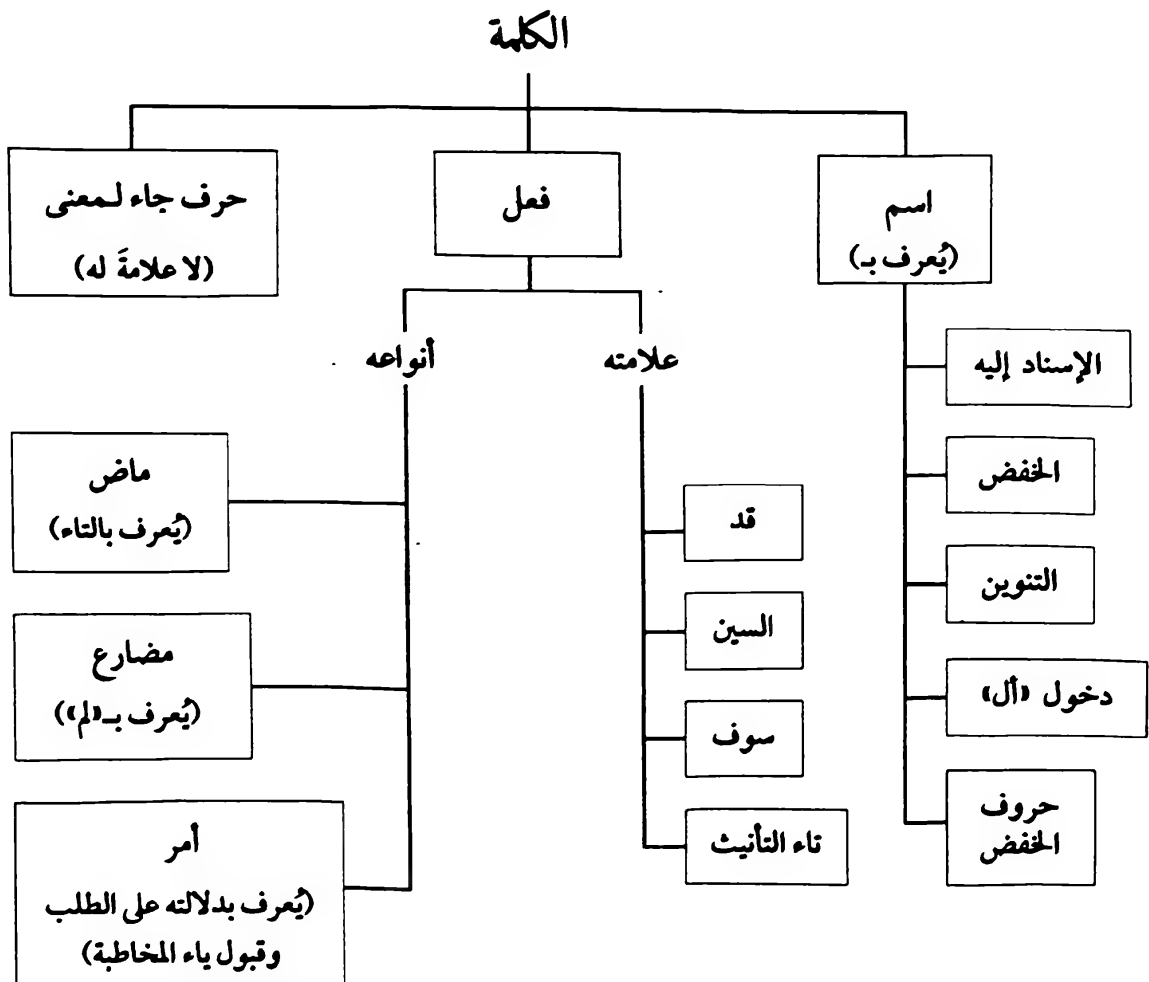 الكلمة
اسم
(يُعرف بـ)
الإسناد إليه
الخفض
التنوين
دخول «أل»
حروف
الخفض
فعل
علامته
قد
السين
سوف
تاء التأنيث
أنواعه
ماض
(يُعرف بالتاء)
مضارع
(يُعرف بـ«لم»)
أمر
(يُعرف بدلالته على الطلب
وقبول ياء المخاطبة)
حرف جاء لـمعنى
(لا علامةَ له)